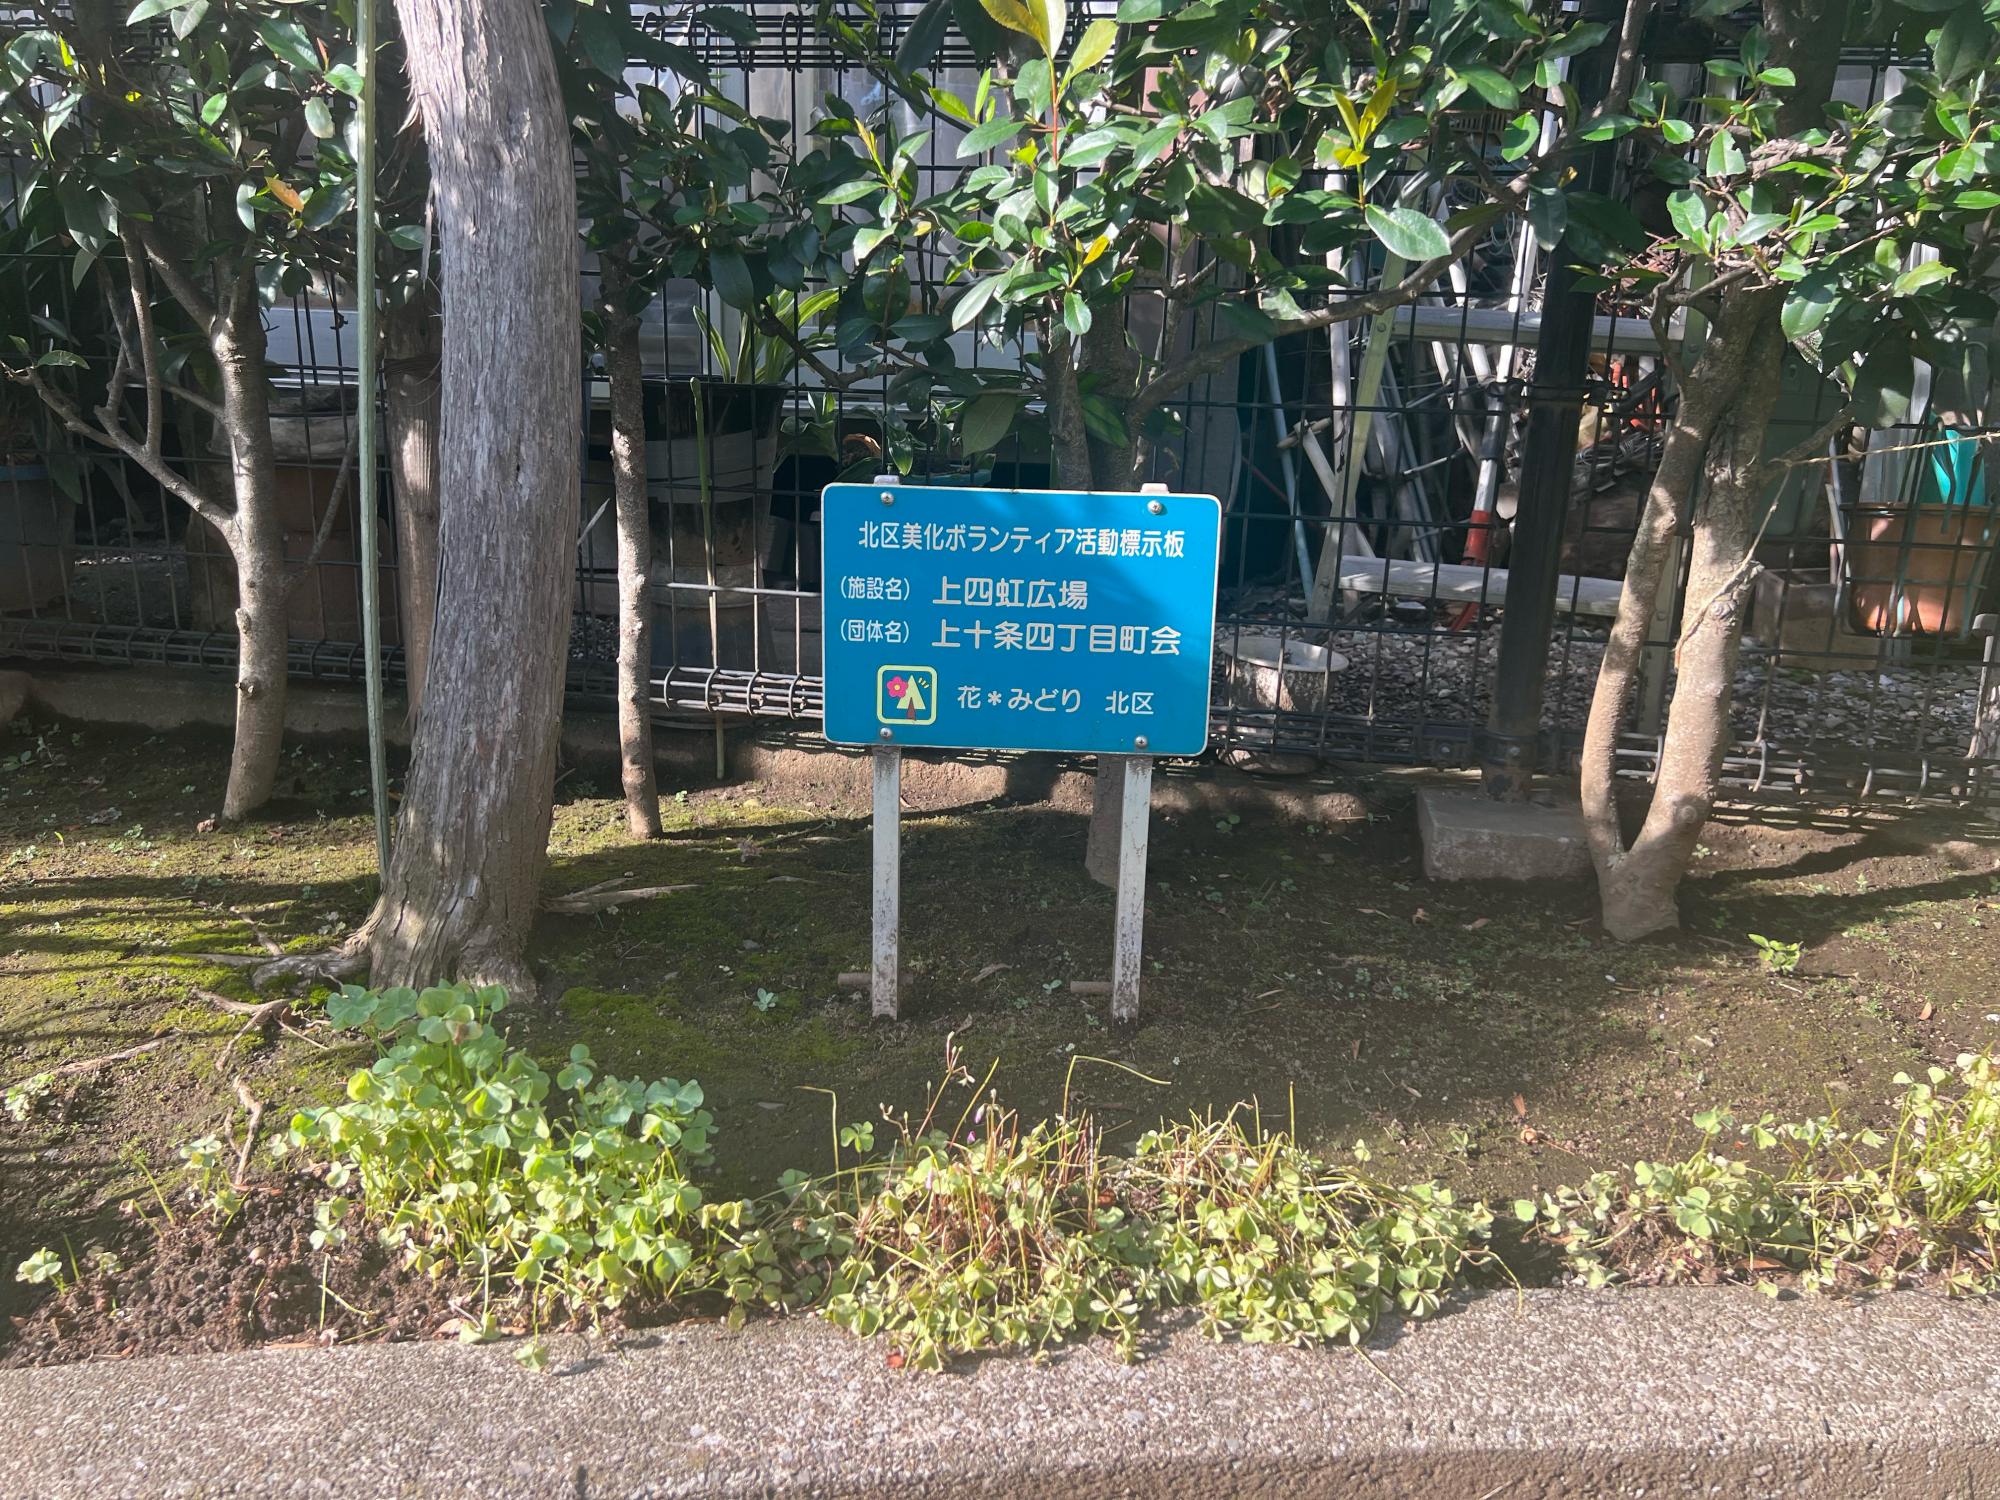 北区美化ボランティア活動標示板
(施設名) 上四虹広場
(団体名) 上十条四丁目町会
花＊みどり 北区